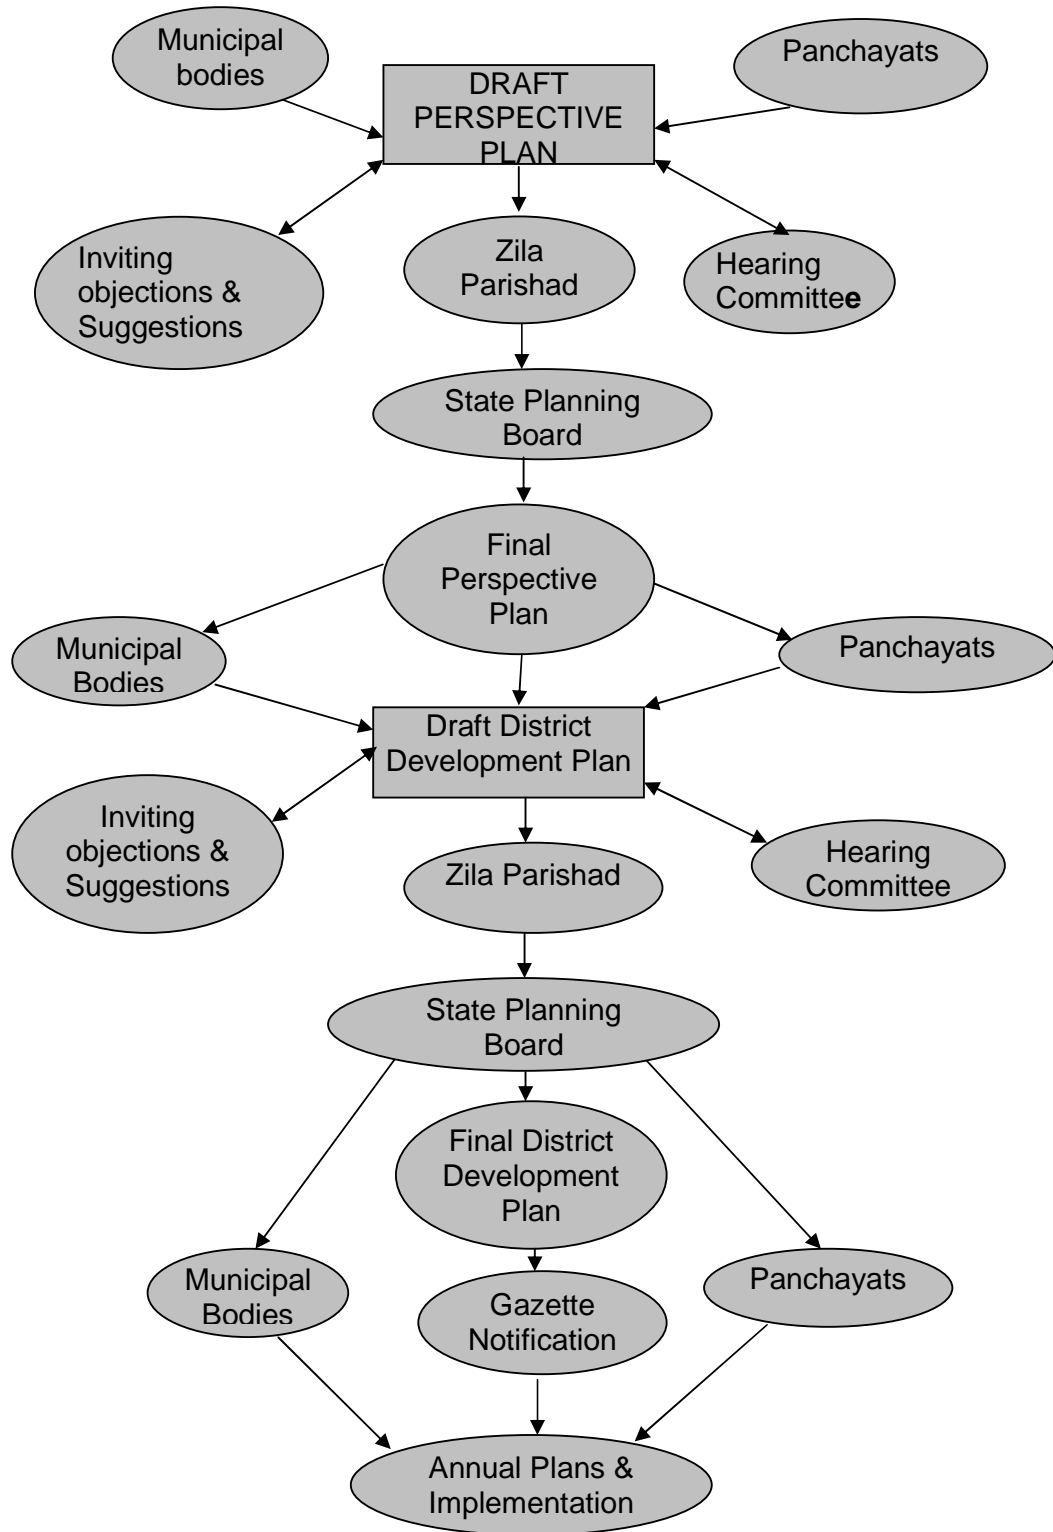 Municipal
bodies
Panchayats
DRAFT
PERSPECTIVE
PLAN
Inviting
objections &
Suggestions
Zila
Parishad
Hearing
Committee
State Planning
Board
Final
Perspective
Plan
Municipal
Bodies
Panchayats
Draft District
Development Plan
Inviting
objections &
Suggestions
Zila Parishad
Hearing
Committee
State Planning
Board
Final District
Development
Plan
Municipal
Bodies
Gazette
Notification
Panchayats
Annual Plans &
Implementation